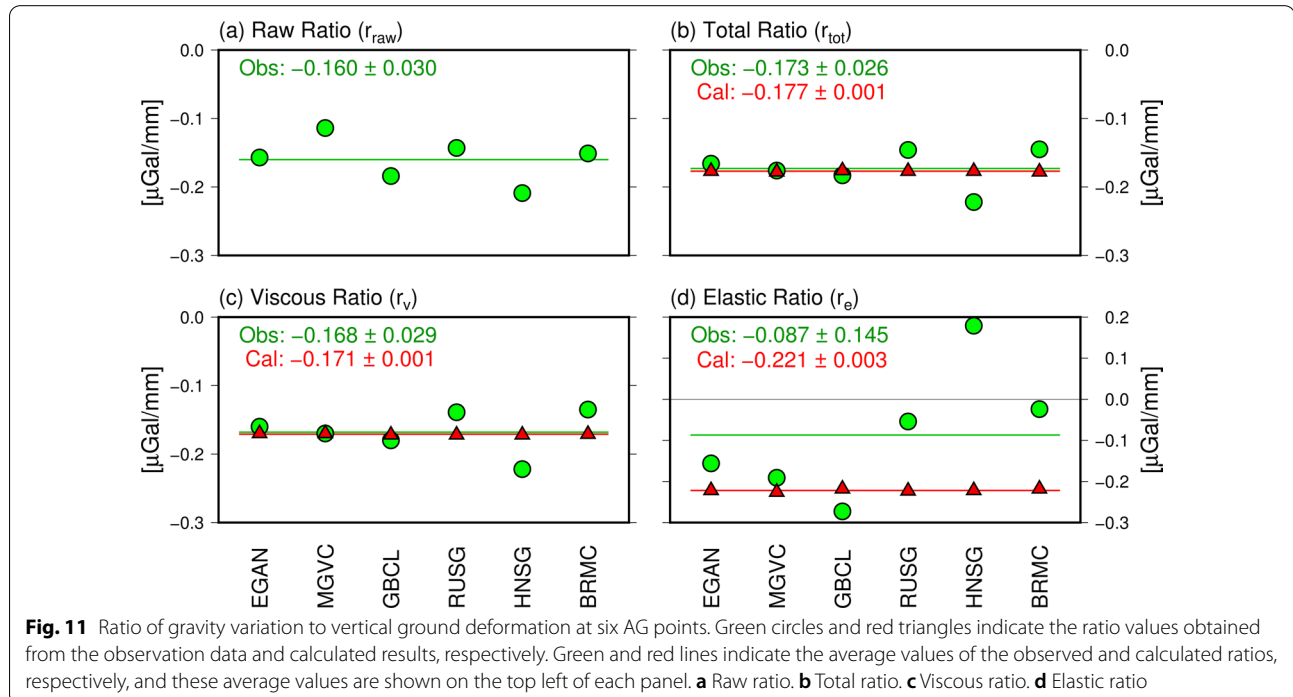 (a) Raw Ratio (r_raw)
0.0
−0.1
−0.2
−0.3
[μGal/mm]
Obs: −0.160 ± 0.030
(b) Total Ratio (r_tot)
0.0
−0.1
−0.2
−0.3
[μGal/mm]
Obs: −0.173 ± 0.026
Cal: −0.177 ± 0.001
(c) Viscous Ratio (r_v)
0.0
−0.1
−0.2
−0.3
[μGal/mm]
Obs: −0.168 ± 0.029
Cal: −0.171 ± 0.001
(d) Elastic Ratio (r_e)
0.2
0.1
0.0
−0.1
−0.2
−0.3
[μGal/mm]
Obs: −0.087 ± 0.145
Cal: −0.221 ± 0.003
EGAN
MGVC
GBCL
RUSG
HNSG
BRMC
EGAN
MGVC
GBCL
RUSG
HNSG
BRMC
Fig. 11 Ratio of gravity variation to vertical ground deformation at six AG points. Green circles and red triangles indicate the ratio values obtained
from the observation data and calculated results, respectively. Green and red lines indicate the average values of the observed and calculated ratios,
respectively, and these average values are shown on the top left of each panel. a Raw ratio. b Total ratio. c Viscous ratio. d Elastic ratio